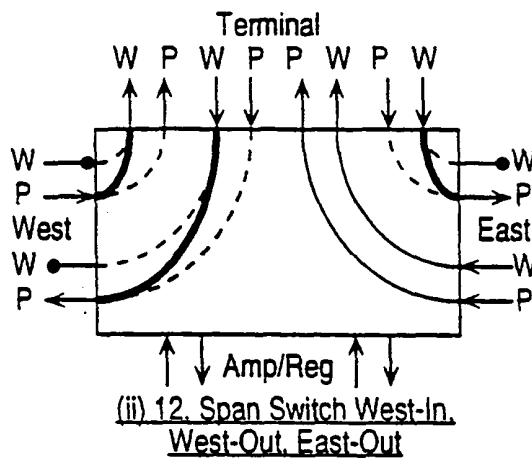 Terminal
W P W P P W P W
W W
P P
West East
W W
P P
Amp/Reg
(ii) 12. Span Switch West-In,
West-Out, East-Out